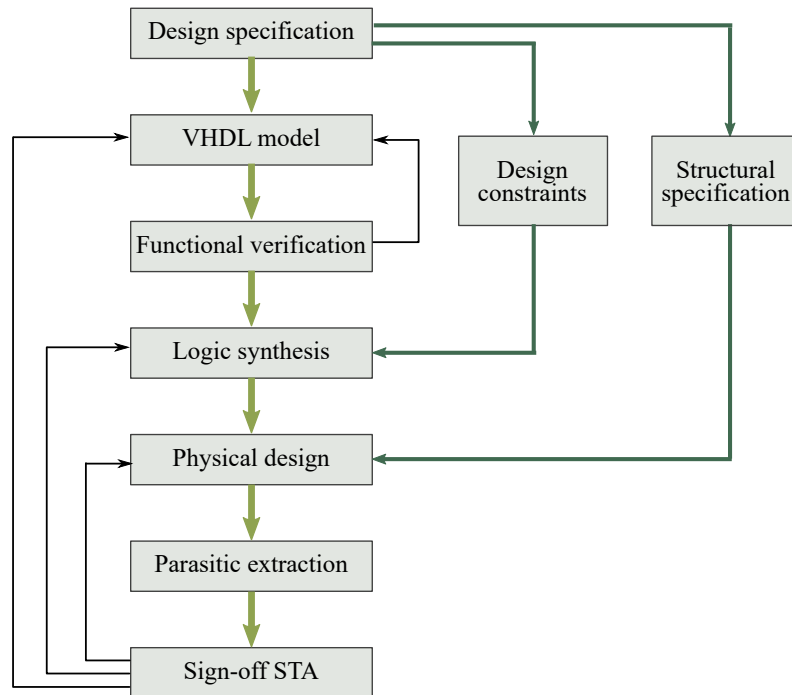 Design specification
VHDL model
Design
constraints
Structural
specification
Functional verification
Logic synthesis
Physical design
Parasitic extraction
Sign-off STA